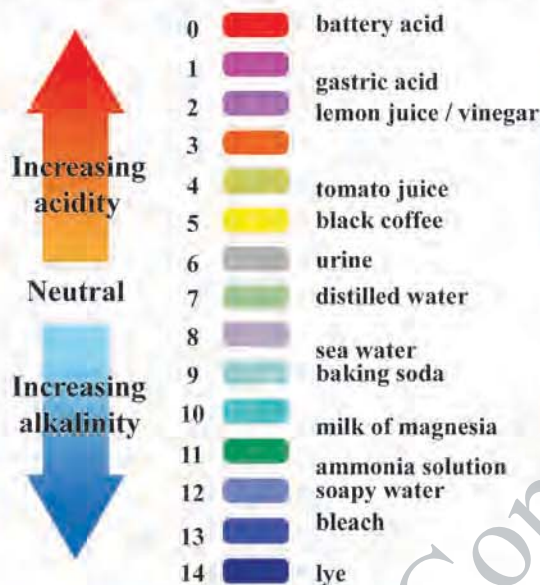 0 battery acid
1
gastric acid
2 lemon juice / vinegar
3
Increasing
acidity
4 tomato juice
5 black coffee
6 urine
Neutral
7 distilled water
8
sea water
9 baking soda
Increasing
alkalinity
10
milk of magnesia
11
ammonia solution
12 soapy water
bleach
13
14 lye
Con